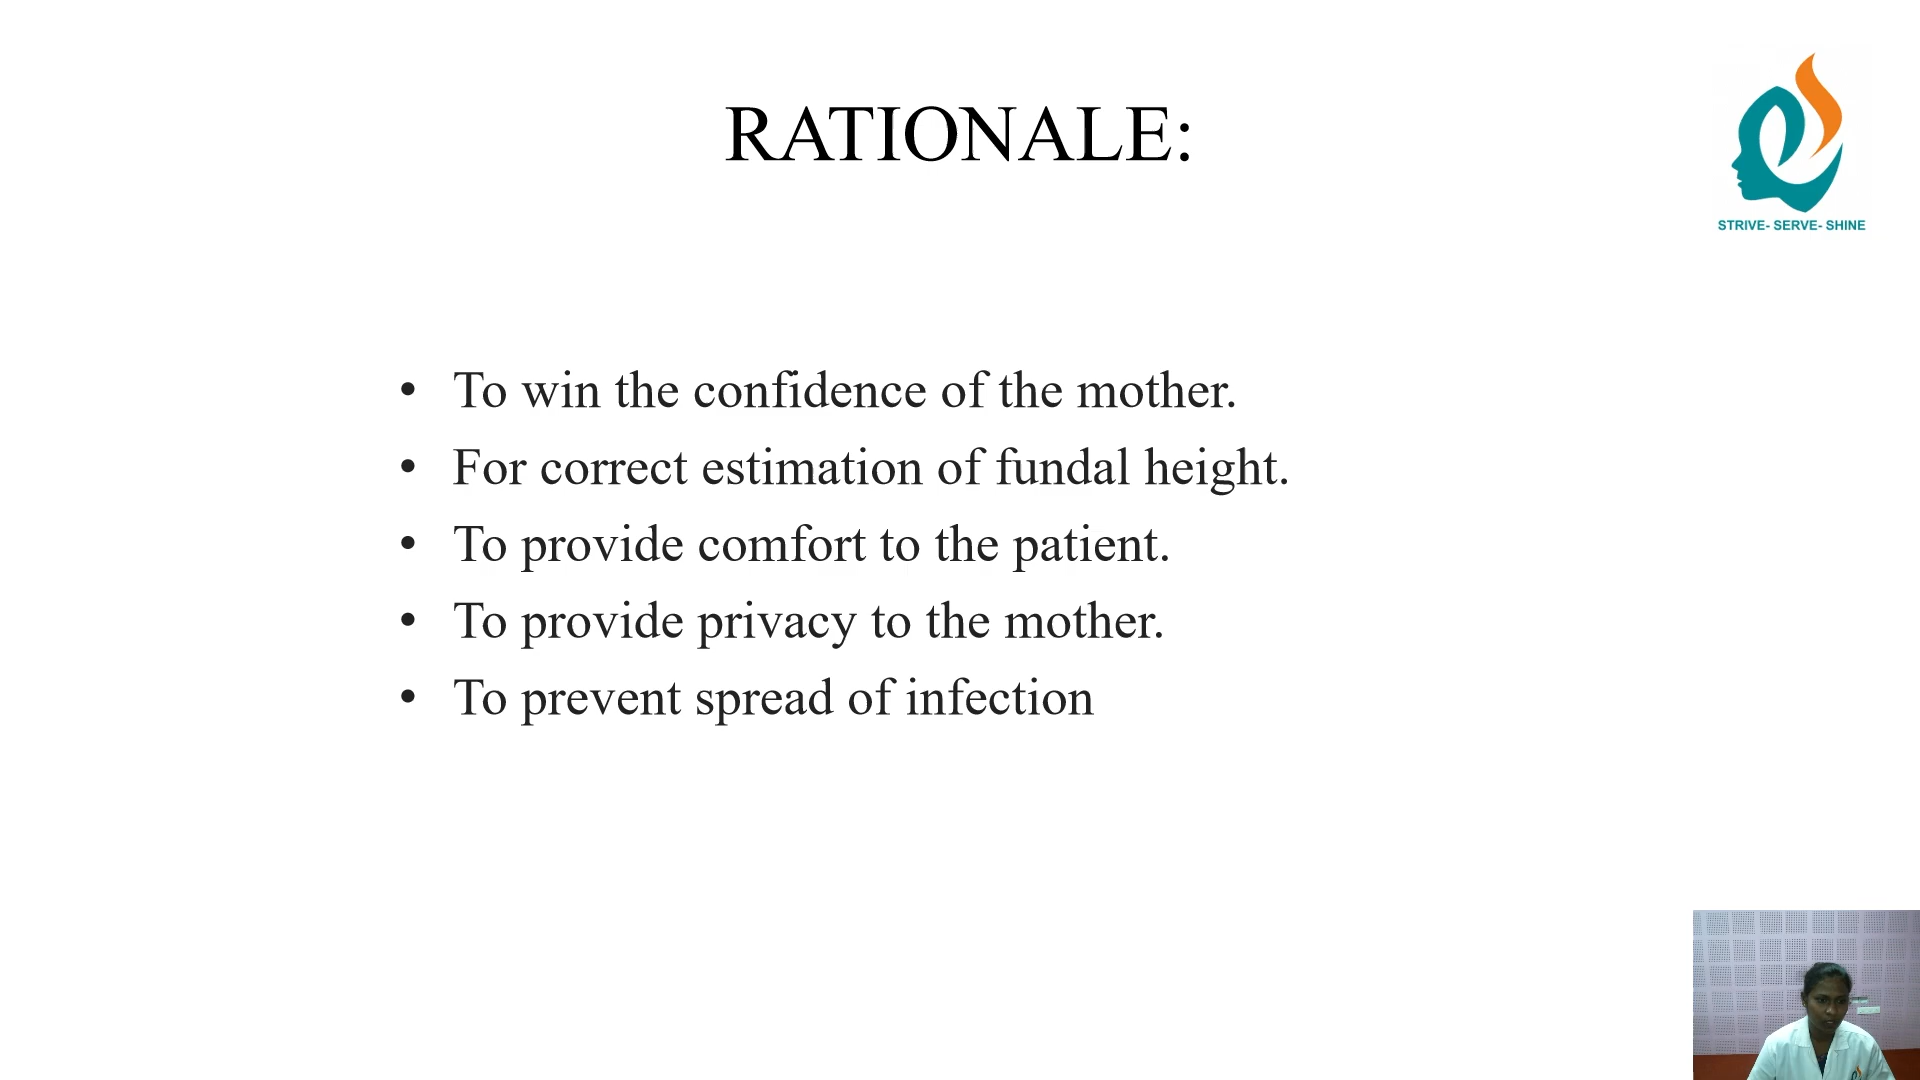 RATIONALE:
STRIVE- SERVE- SHINE
• To win the confidence of the mother.
• For correct estimation of fundal height.
• To provide comfort to the patient.
• To provide privacy to the mother.
• To prevent spread of infection